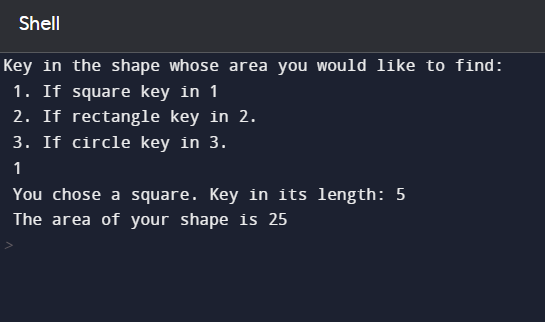 Shell
Key in the shape whose area you would like to find:
1. If square key in 1
2. If rectangle key in 2.
3. If circle key in 3.
1
You chose a square. Key in its length: 5
The area of your shape is 25
>